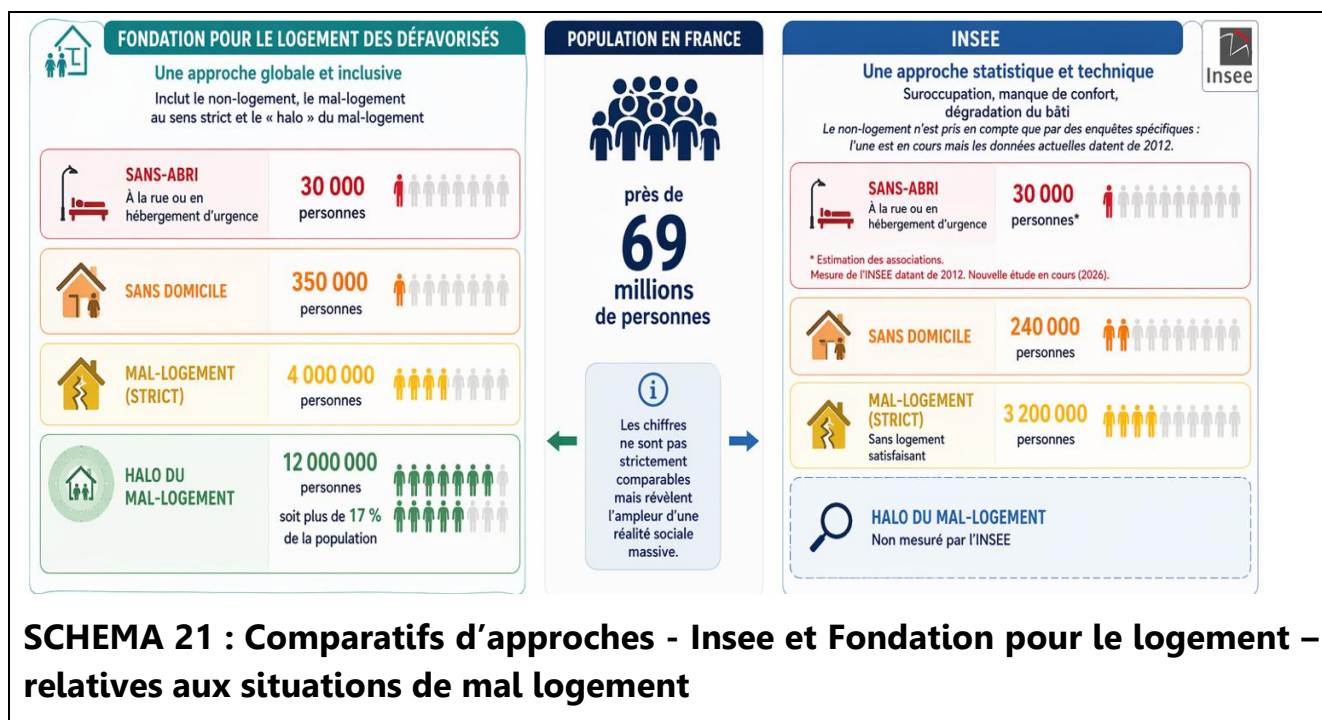 FONDATION POUR LE LOGEMENT DES DÉFAVORISÉS
Une approche globale et inclusive
Inclut le non-logement, le mal-logement
au sens strict et le « halo » du mal-logement
SANS-ABRI
À la rue ou en
hébergement d'urgence
30 000
personnes
SANS DOMICILE
350 000
personnes
MAL-LOGEMENT
(STRICT)
4 000 000
personnes
HALO DU
MAL-LOGEMENT
12 000 000
personnes
soit plus de 17 %
de la population
POPULATION EN FRANCE
près de
69
millions
de personnes
i
Les chiffres
ne sont pas
strictement
comparables
mais révèlent
l'ampleur d'une
réalité sociale
massive.
INSEE
Insee
Une approche statistique et technique
Suroccupation, manque de confort,
dégradation du bâti
Le non-logement n'est pris en compte que par des enquêtes spécifiques :
l'une est en cours mais les données actuelles datent de 2012.
SANS-ABRI
À la rue ou en
hébergement d'urgence
30 000
personnes*
* Estimation des associations.
Mesure de l'INSEE datant de 2012. Nouvelle étude en cours (2026).
SANS DOMICILE
240 000
personnes
MAL-LOGEMENT
(STRICT)
Sans logement
satisfaisant
3 200 000
personnes
HALO DU MAL-LOGEMENT
Non mesuré par l'INSEE
SCHEMA 21 : Comparatifs d'approches - Insee et Fondation pour le logement –
relatives aux situations de mal logement